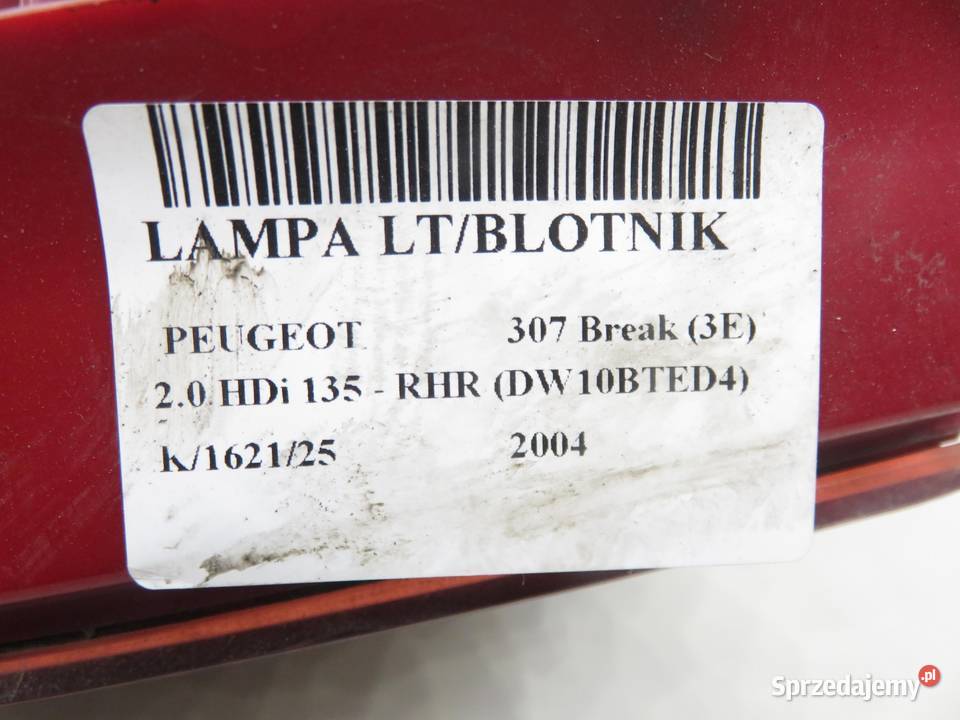 LAMPA LT/BLOTNIK
PEUGEOT 307 Break (3E)
2.0 HDi 135 - RHR (DW10BTED4)
K/1621/25 2004
Sprzedajemy.pl